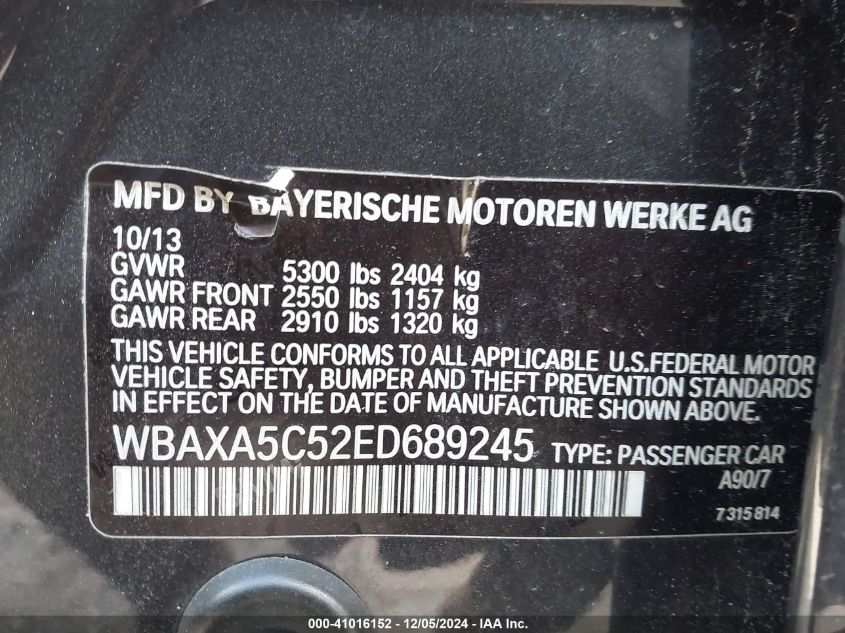 MFD BY BAYERISCHE MOTOREN WERKE AG
10/13
GVWR 5300 lbs 2404 kg
GAWR FRONT 2550 lbs 1157 kg
GAWR REAR 2910 lbs 1320 kg
THIS VEHICLE CONFORMS TO ALL APPLICABLE U.S.FEDERAL MOTOR
VEHICLE SAFETY, BUMPER AND THEFT PREVENTION STANDARDS
IN EFFECT ON THE DATE OF MANUFACTURE SHOWN ABOVE.
WBAXA5C52ED689245 TYPE: PASSENGER CAR
A90/7
7315814
000-41016152 - 12/05/2024 - IAA Inc.